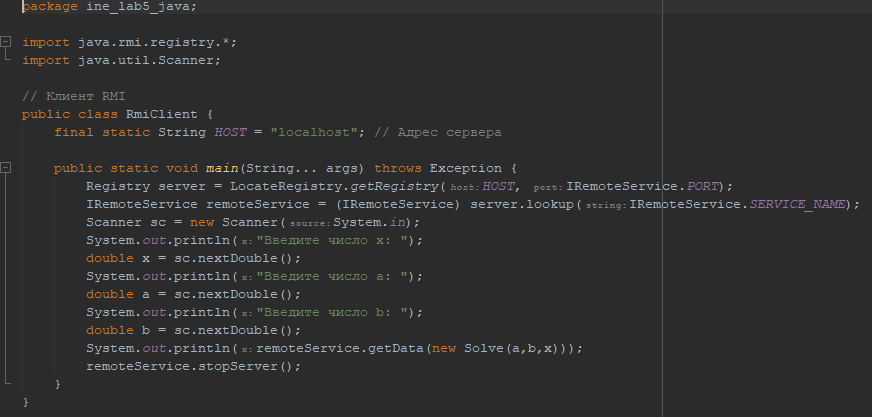 package ine_lab5_java;
import java.rmi.registry.*;
import java.util.Scanner;
// Клиент RMI
public class RmiClient {
    final static String HOST = "localhost"; // Адрес сервера
    public static void main(String... args) throws Exception {
        Registry server = LocateRegistry.getRegistry( host: HOST,  port: IRemoteService.PORT);
        IRemoteService remoteService = (IRemoteService) server.lookup( string: IRemoteService.SERVICE_NAME);
        Scanner sc = new Scanner( source: System.in);
        System.out.println( x: "Введите число x: ");
        double x = sc.nextDouble();
        System.out.println( x: "Введите число a: ");
        double a = sc.nextDouble();
        System.out.println( x: "Введите число b: ");
        double b = sc.nextDouble();
        System.out.println( x: remoteService.getData(new Solve(a,b,x)));
        remoteService.stopServer();
    }
}